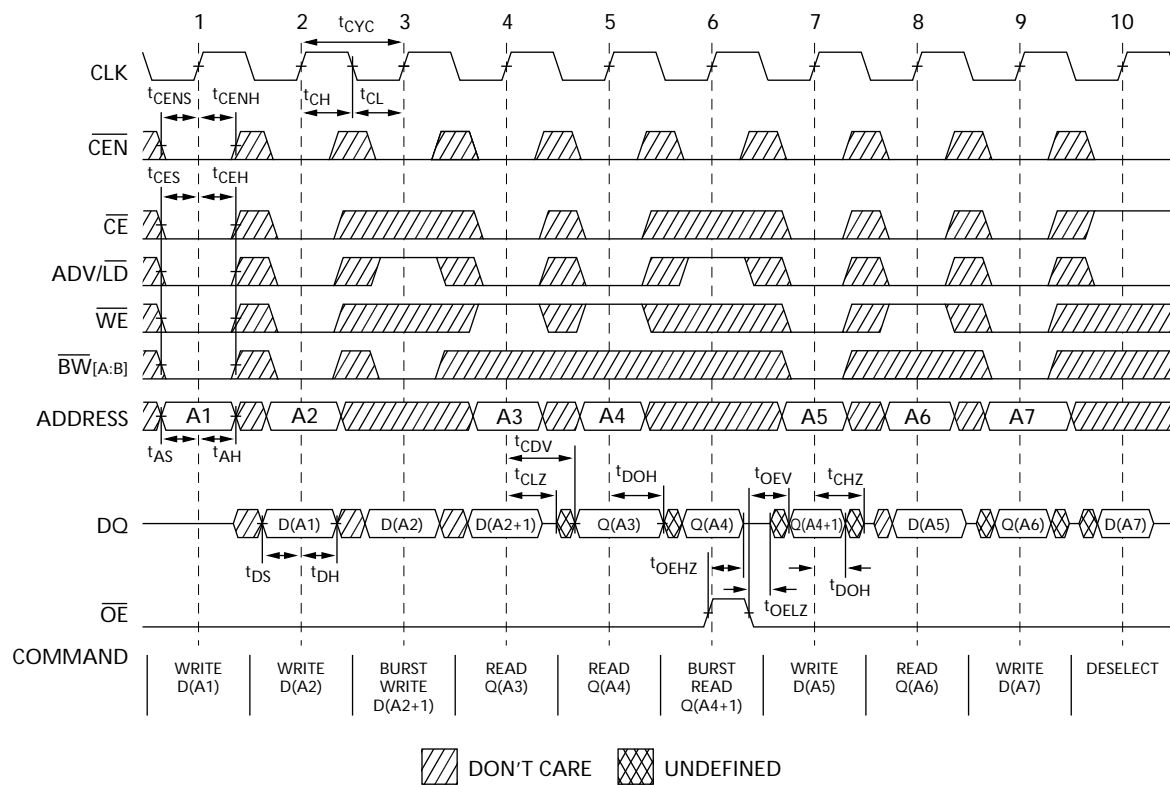 1 2 3 4 5 6 7 8 9 10
tCYC
CLK
tCENS tCENH tCH tCL
CEN
tCES tCEH
CE
ADV/LD
WE
BW[A:B]
ADDRESS A1 A2 A3 A4 A5 A6 A7
tAS tAH tCDV
tCLZ tDOH tOEV tCHZ
DQ D(A1) D(A2) D(A2+1) Q(A3) Q(A4) Q(A4+1) D(A5) Q(A6) D(A7)
tDS tDH tOEHZ tDOH
tOELZ
OE
COMMAND
WRITE D(A1)
WRITE D(A2)
BURST WRITE D(A2+1)
READ Q(A3)
READ Q(A4)
BURST READ Q(A4+1)
WRITE D(A5)
READ Q(A6)
WRITE D(A7)
DESELECT
DON'T CARE UNDEFINED